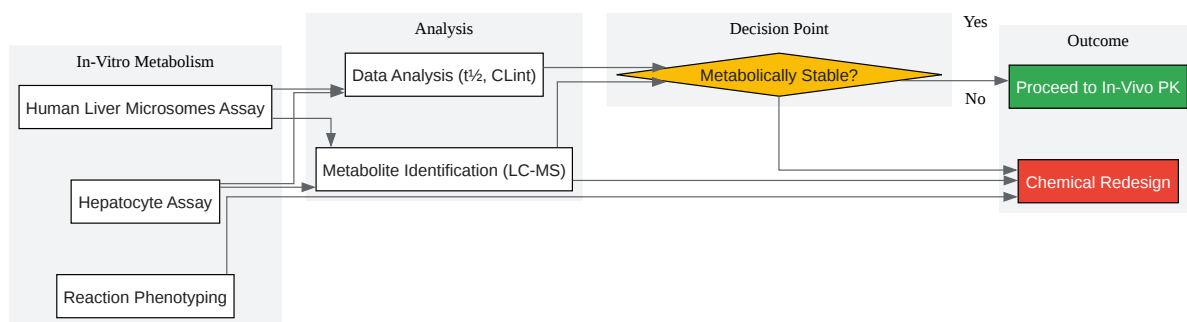 In-Vitro Metabolism
Human Liver Microsomes Assay
Hepatocyte Assay
Reaction Phenotyping
Analysis
Data Analysis (t½, CLint)
Metabolite Identification (LC-MS)
Decision Point
Metabolically Stable?
Yes
No
Outcome
Proceed to In-Vivo PK
Chemical Redesign